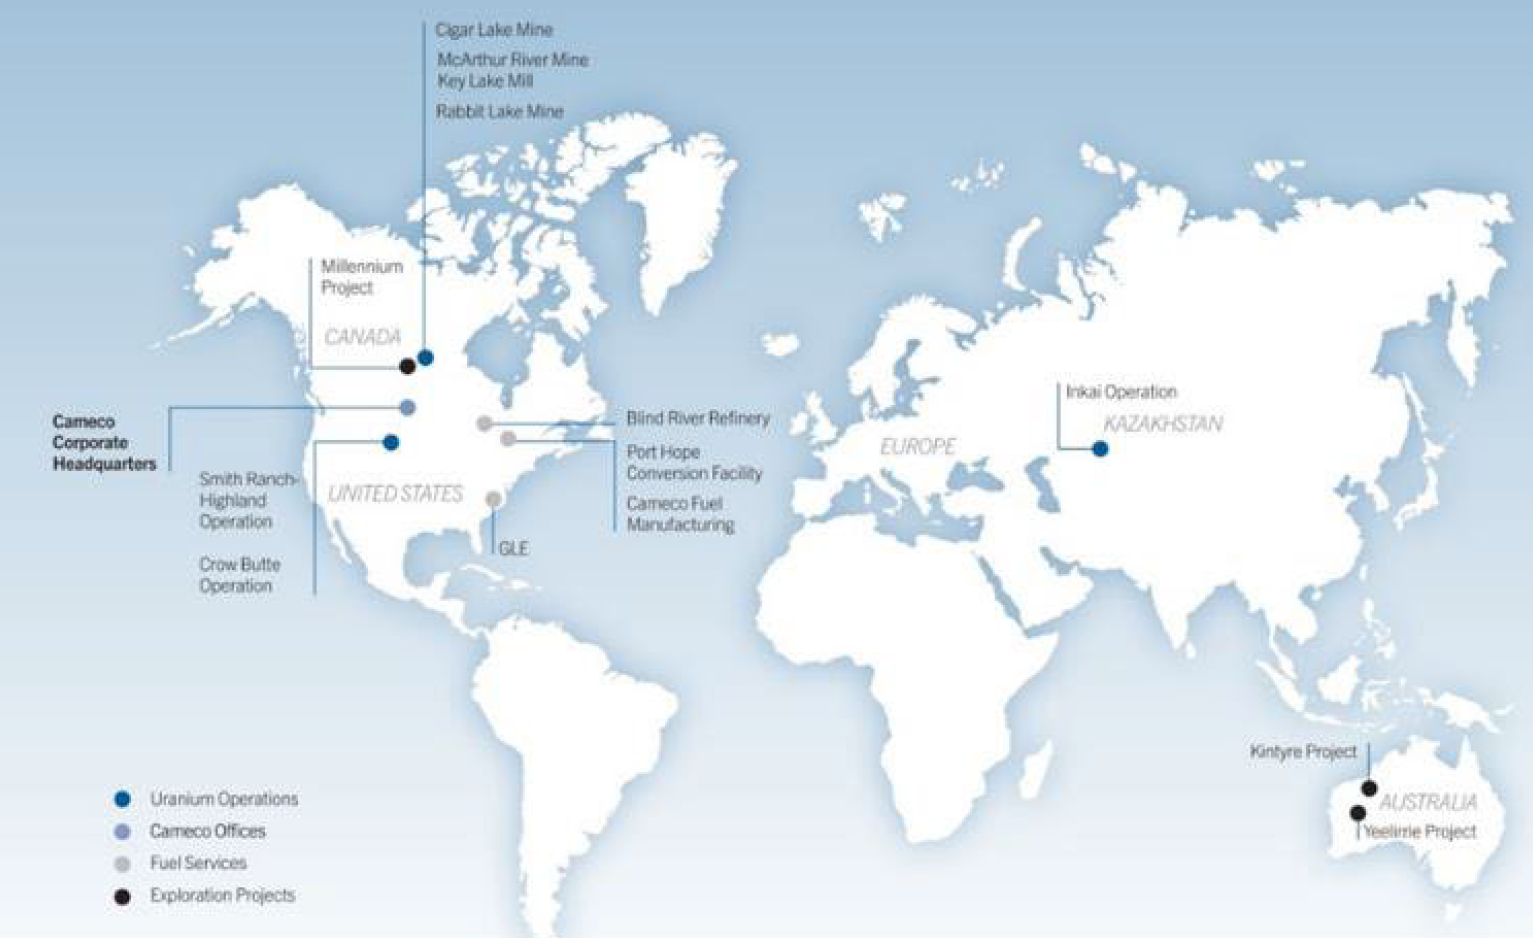 Cigar Lake Mine
McArthur River Mine
Key Lake Mill
Rabbit Lake Mine
Millennium
Project
CANADA
Cameco
Corporate
Headquarters
Smith Ranch-
Highland
Operation
UNITED STATES
Crow Butte
Operation
GLE
Blind River Refinery
Port Hope
Conversion Facility
Cameco Fuel
Manufacturing
EUROPE
Inkai Operation
KAZAKHSTAN
Kintyre Project
AUSTRALIA
Yeelirrie Project
Uranium Operations
Cameco Offices
Fuel Services
Exploration Projects